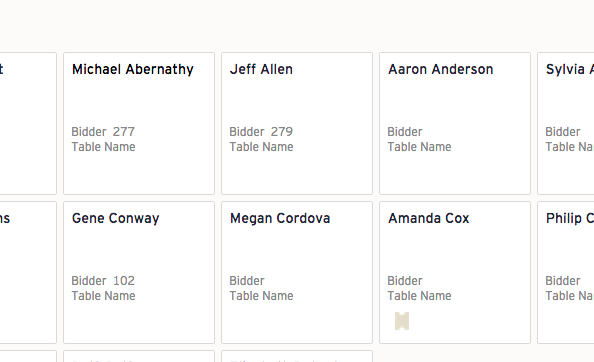 t
Michael Abernathy
Jeff Allen
Aaron Anderson
Sylvia A
Bidder 277
Table Name
Bidder 279
Table Name
Bidder
Table Name
Bidder
Table Na
ns
Gene Conway
Megan Cordova
Amanda Cox
Philip C
Bidder 102
Table Name
Bidder
Table Name
Bidder
Table Name
Bidder
Table Na